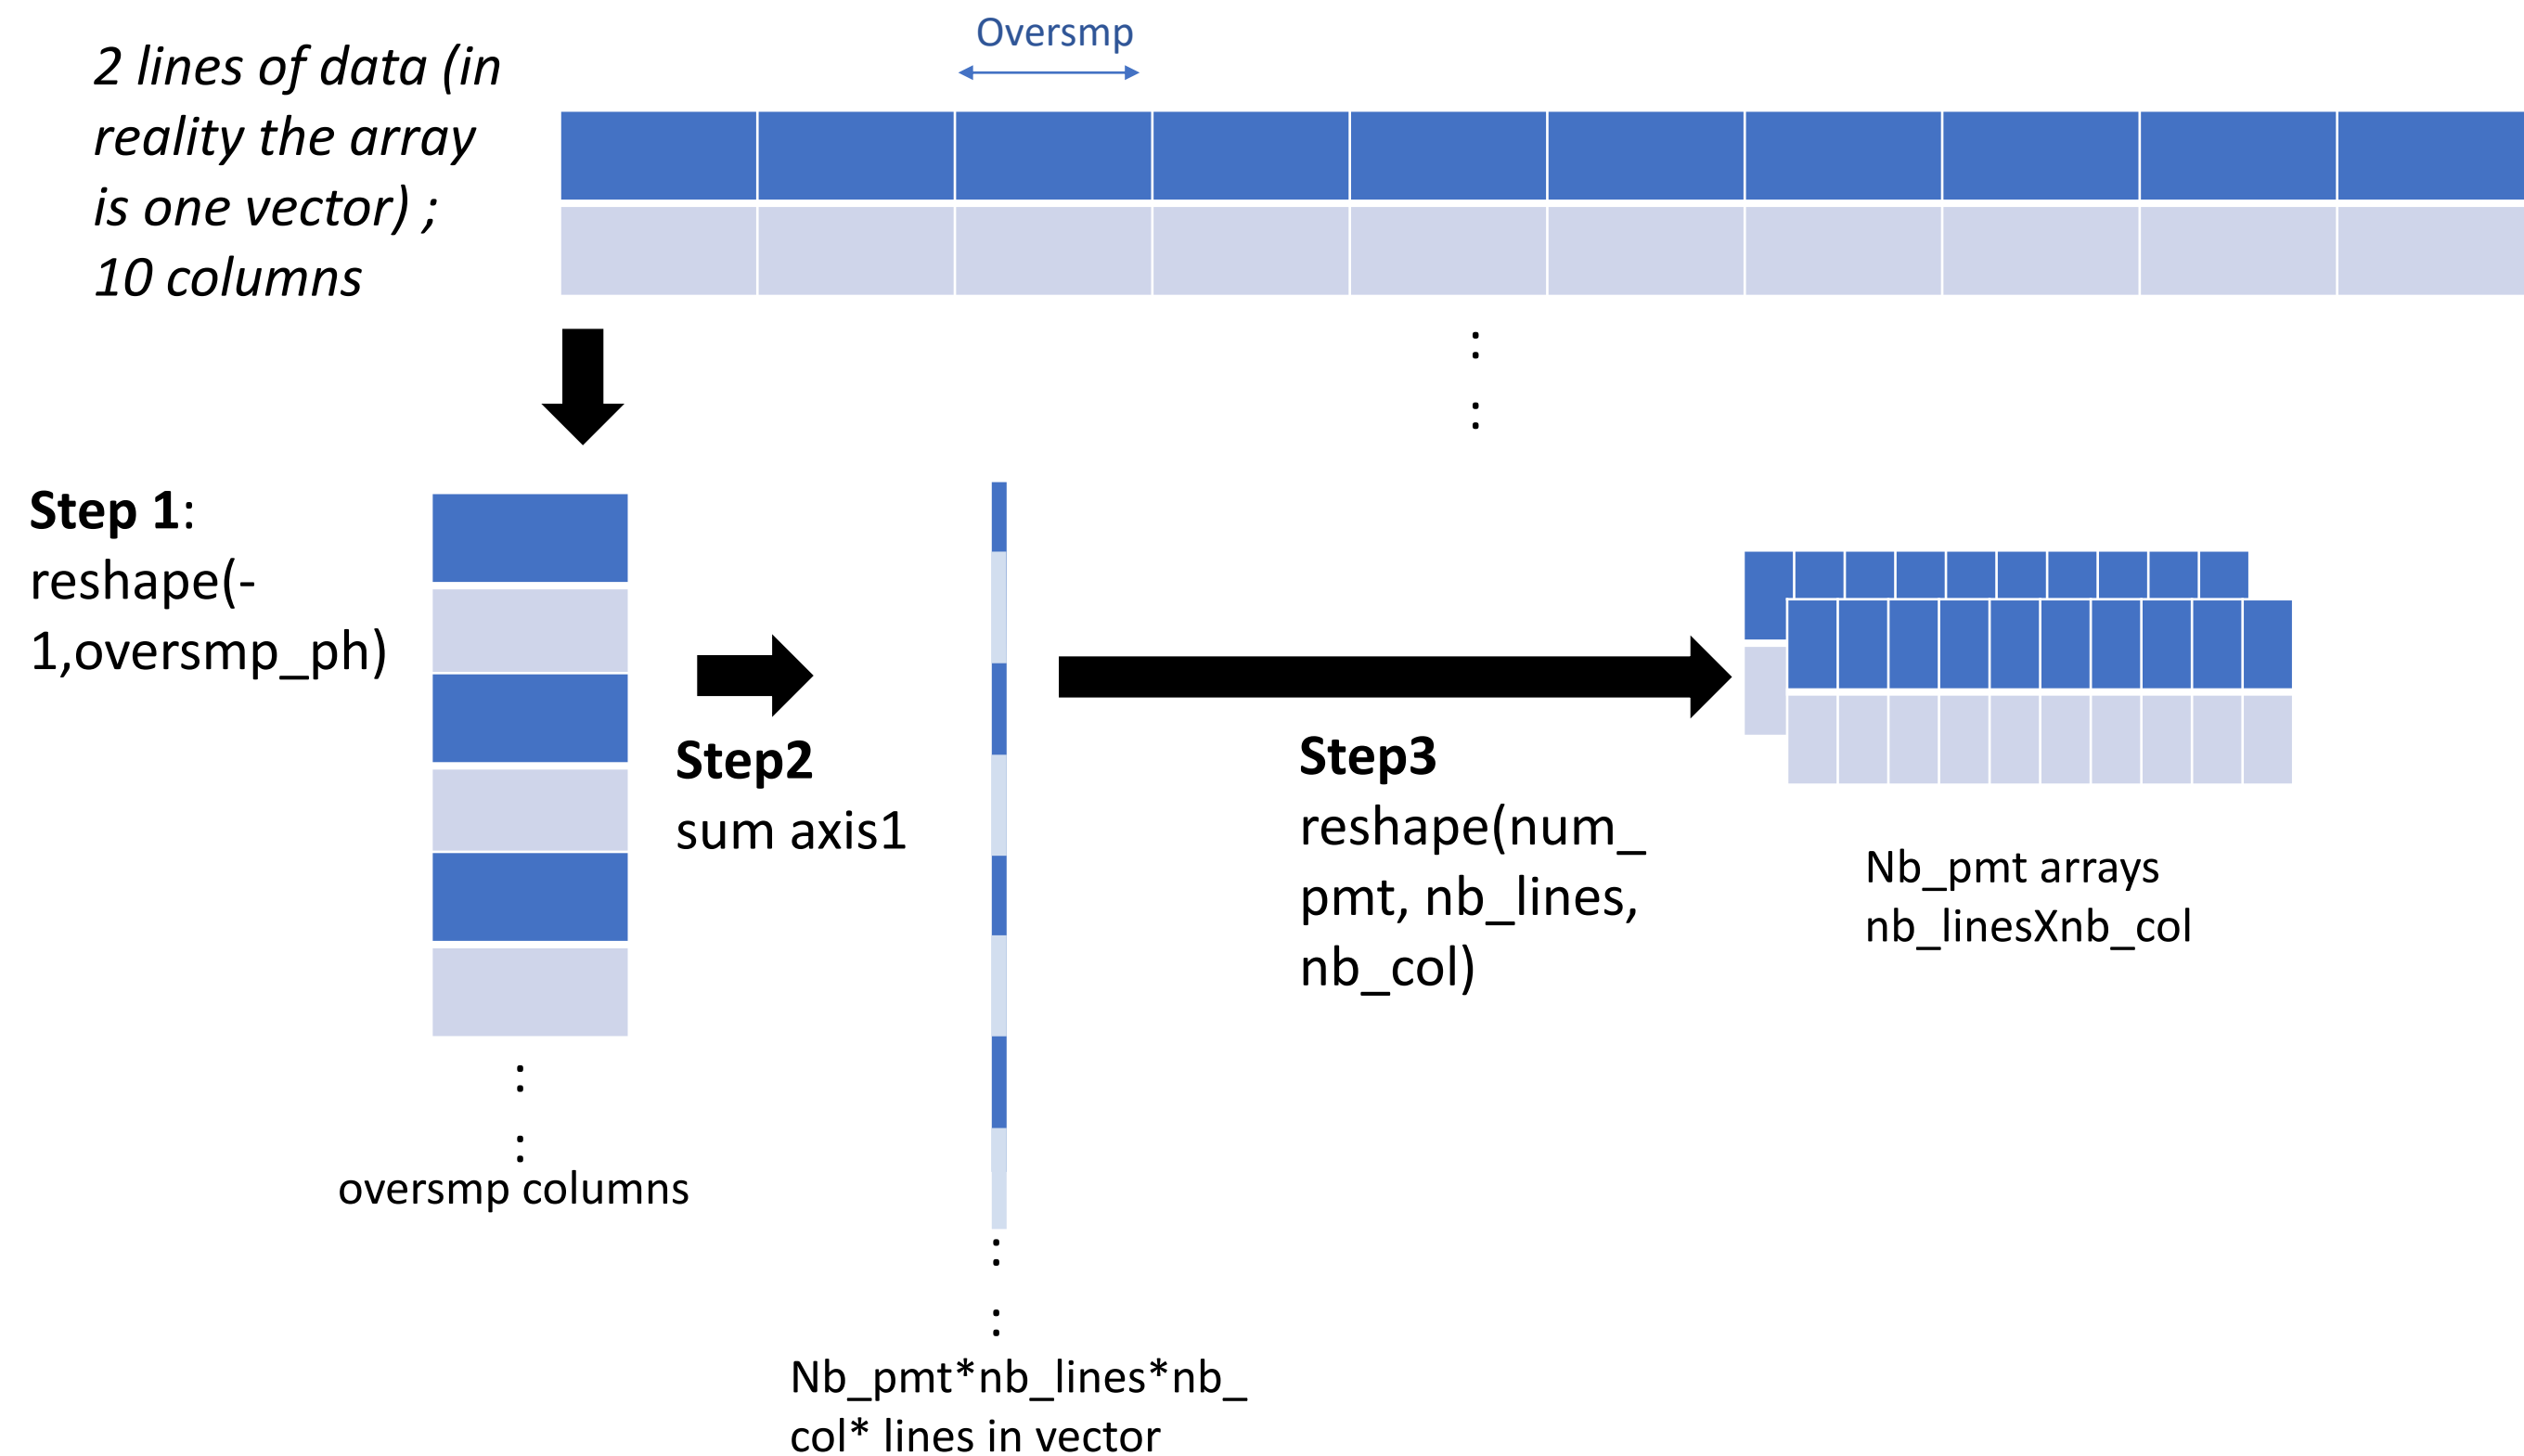 Oversmp
2 lines of data (in
reality the array
is one vector) ;
10 columns
:
:
Step 1:
reshape(-
1,oversmp_ph)
Step2
sum axis1
Step3
reshape(num_
pmt, nb_lines,
nb_col)
Nb_pmt arrays
nb_linesXnb_col
:
:
oversmp columns
:
:
Nb_pmt*nb_lines*nb_
col* lines in vector